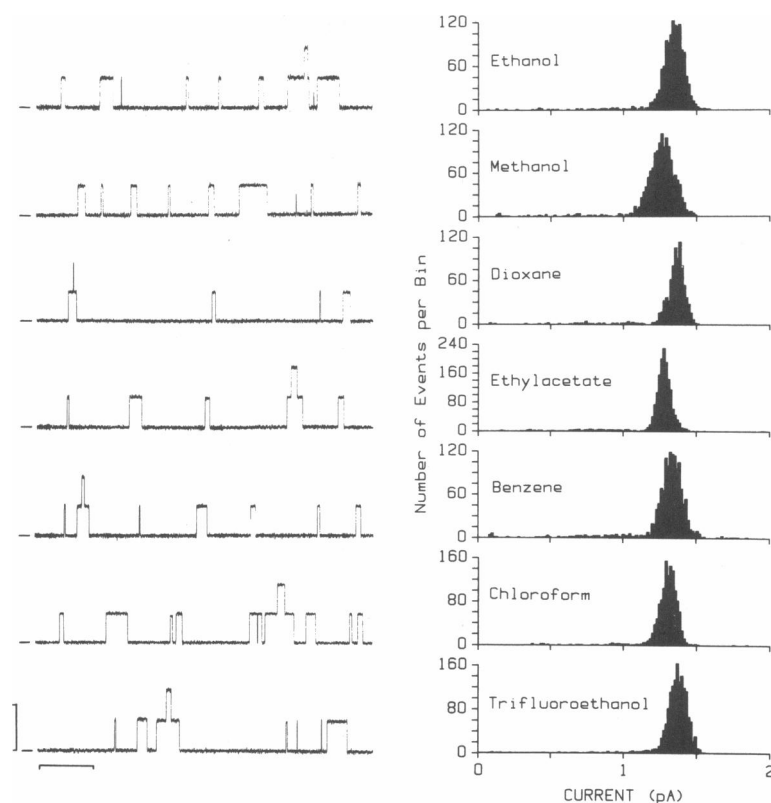 120
60
0
Ethanol
120
60
0
Methanol
120
60
0
Dioxane
240
160
80
0
Ethylacetate
120
60
0
Benzene
160
80
0
Chloroform
160
80
0
Trifluoroethanol
0 1 2
CURRENT (pA)
Number of Events per Bin